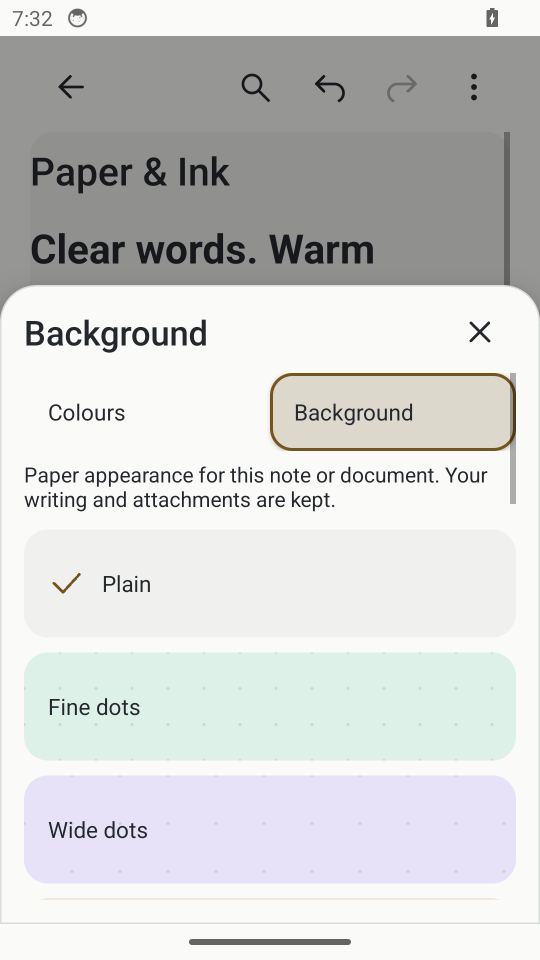 7:32
Paper & Ink
Clear words. Warm
Background
Colours
Background
Paper appearance for this note or document. Your
writing and attachments are kept.
Plain
Fine dots
Wide dots